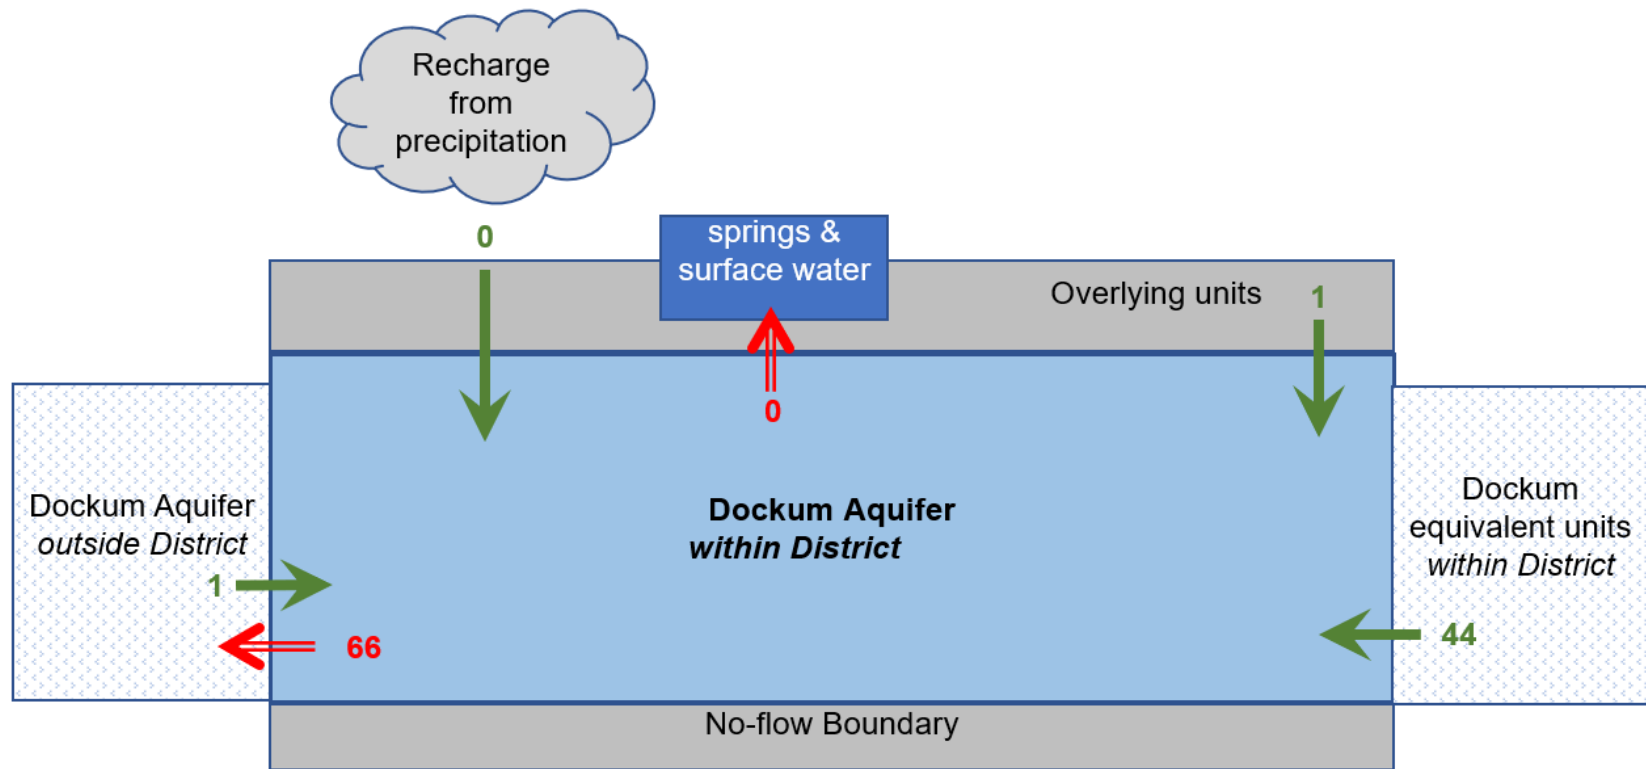 Recharge
from
precipitation
0
springs &
surface water
Overlying units
1
0
Dockum Aquifer
outside District
1
66
Dockum Aquifer
within District
Dockum
equivalent units
within District
44
No-flow Boundary